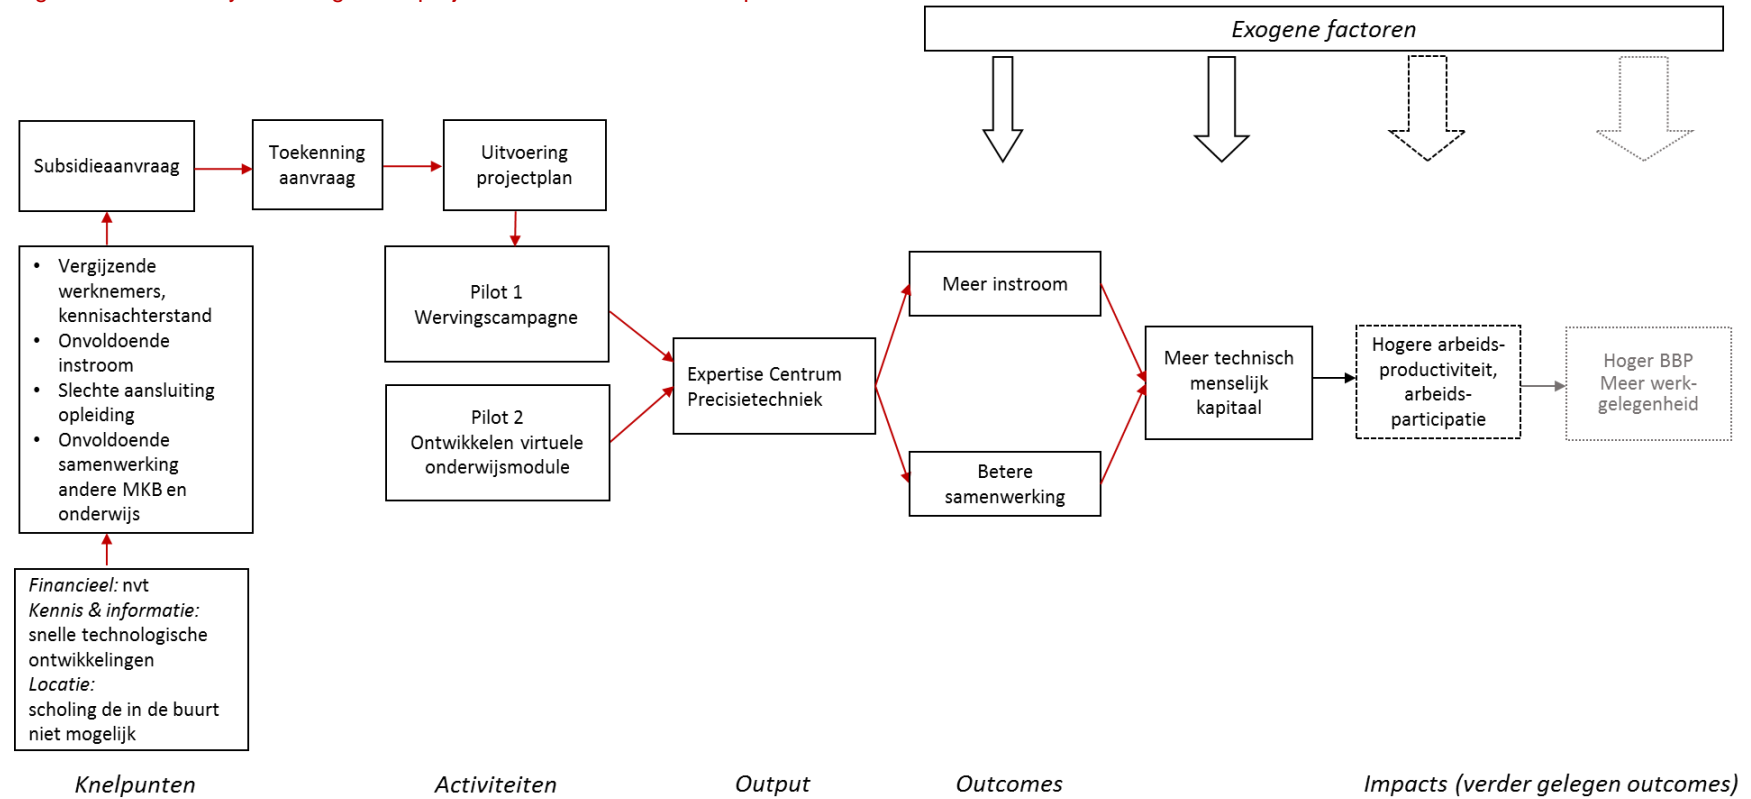 Exogene factoren
Subsidieaanvraag
Toekenning
aanvraag
Uitvoering
projectplan
• Vergijzende
werknemers,
kennisachterstand
• Onvoldoende
instroom
• Slechte aansluiting
opleiding
• Onvoldoende
samenwerking
andere MKB en
onderwijs
Financieel: nvt
Kennis & informatie:
snelle technologische
ontwikkelingen
Locatie:
scholing de in de buurt
niet mogelijk
Pilot 1
Wervingscampagne
Pilot 2
Ontwikkelen virtuele
onderwijsmodule
Expertise Centrum
Precisietechniek
Meer instroom
Betere
samenwerking
Meer technisch
menselijk
kapitaal
Hogere arbeids-
productiviteit,
arbeids-
participatie
Hoger BBP
Meer werk-
gelegenheid
Knelpunten
Activiteiten
Output
Outcomes
Impacts (verder gelegen outcomes)